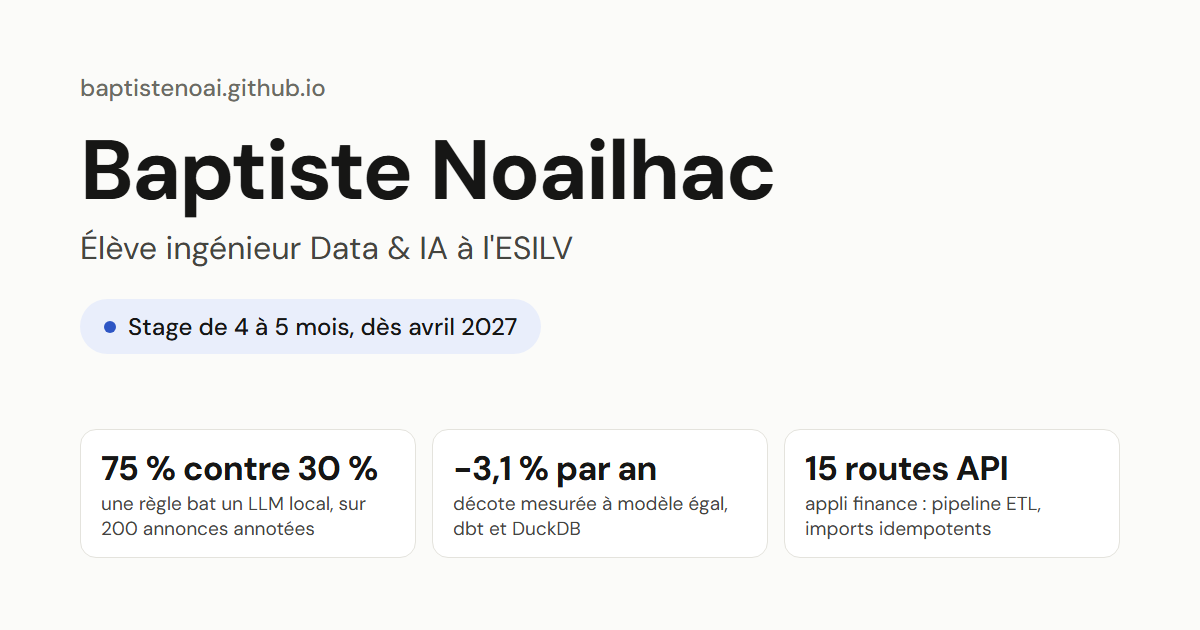 baptistenoai.github.io
Baptiste Noailhac
Élève ingénieur Data & IA à l'ESILV
Stage de 4 à 5 mois, dès avril 2027
75 % contre 30 %
une règle bat un LLM local, sur
200 annonces annotées
−3,1 % par an
décote mesurée à modèle égal,
dbt et DuckDB
15 routes API
appli finance : pipeline ETL,
imports idempotents